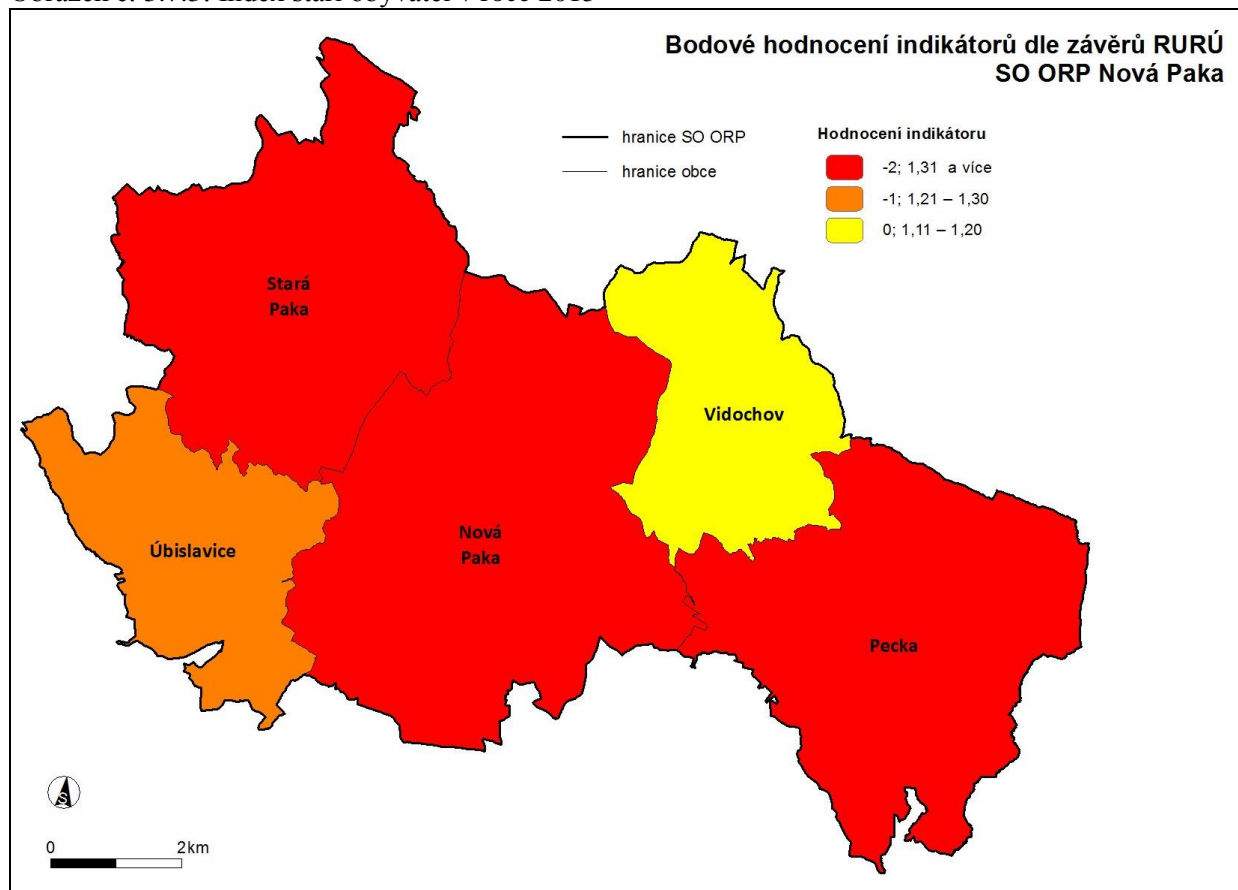 Bodové hodnocení indikátorů dle závěrů RURÚ
SO ORP Nová Paka
hranice SO ORP
hranice obce
Hodnocení indikátoru
-2; 1,31 a více
-1; 1,21 – 1,30
0; 1,11 – 1,20
Stará
Paka
Vidochov
Nová
Paka
Úbislavice
Pecka
S
0 2km